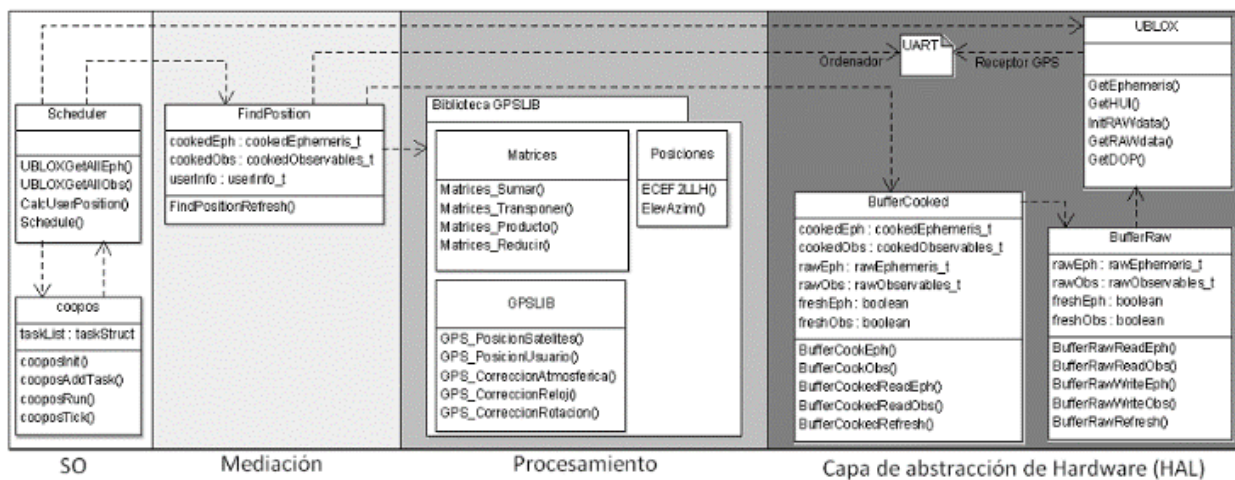 Scheduler
UBLOXGetAllEph()
UBLOXGetAllObs()
CalcUserPosition()
Schedule()
coopos
taskList : taskStruct
cooposInit()
cooposAddTask()
cooposRun()
cooposTick()
SO
FindPosition
cookedEph : cookedEphemeris_t
cookedObs : cookedObservables_t
userInfo : userInfo_t
FindPositionRefresh()
Mediación
Biblioteca GPSLIB
Matrices
Matrices_Sumar()
Matrices_Transponer()
Matrices_Producto()
Matrices_Reducir()
Posiciones
ECEF2LLH()
ElevAzim()
GPSLIB
GPS_PosicionSatelites()
GPS_PosicionUsuario()
GPS_CorreccionAtmosferica()
GPS_CorreccionReloj()
GPS_CorreccionRotacion()
Procesamiento
UART
Ordenador
Receptor GPS
UBLOX
GetEphemeris()
GetHUI()
InitRAWdata()
GetRAWdata()
GetDOP()
BufferCooked
cookedEph : cookedEphemeris_t
cookedObs : cookedObservables_t
rawEph : rawEphemeris_t
rawObs : rawObservables_t
freshEph : boolean
freshObs : boolean
BufferCookEph()
BufferCookObs()
BufferCookedReadEph()
BufferCookedReadObs()
BufferCookedRefresh()
BufferRaw
rawEph : rawEphemeris_t
rawObs : rawObservables_t
freshEph : boolean
freshObs : boolean
BufferRawReadEph()
BufferRawReadObs()
BufferRawWriteEph()
BufferRawWriteObs()
BufferRawRefresh()
Capa de abstracción de Hardware (HAL)